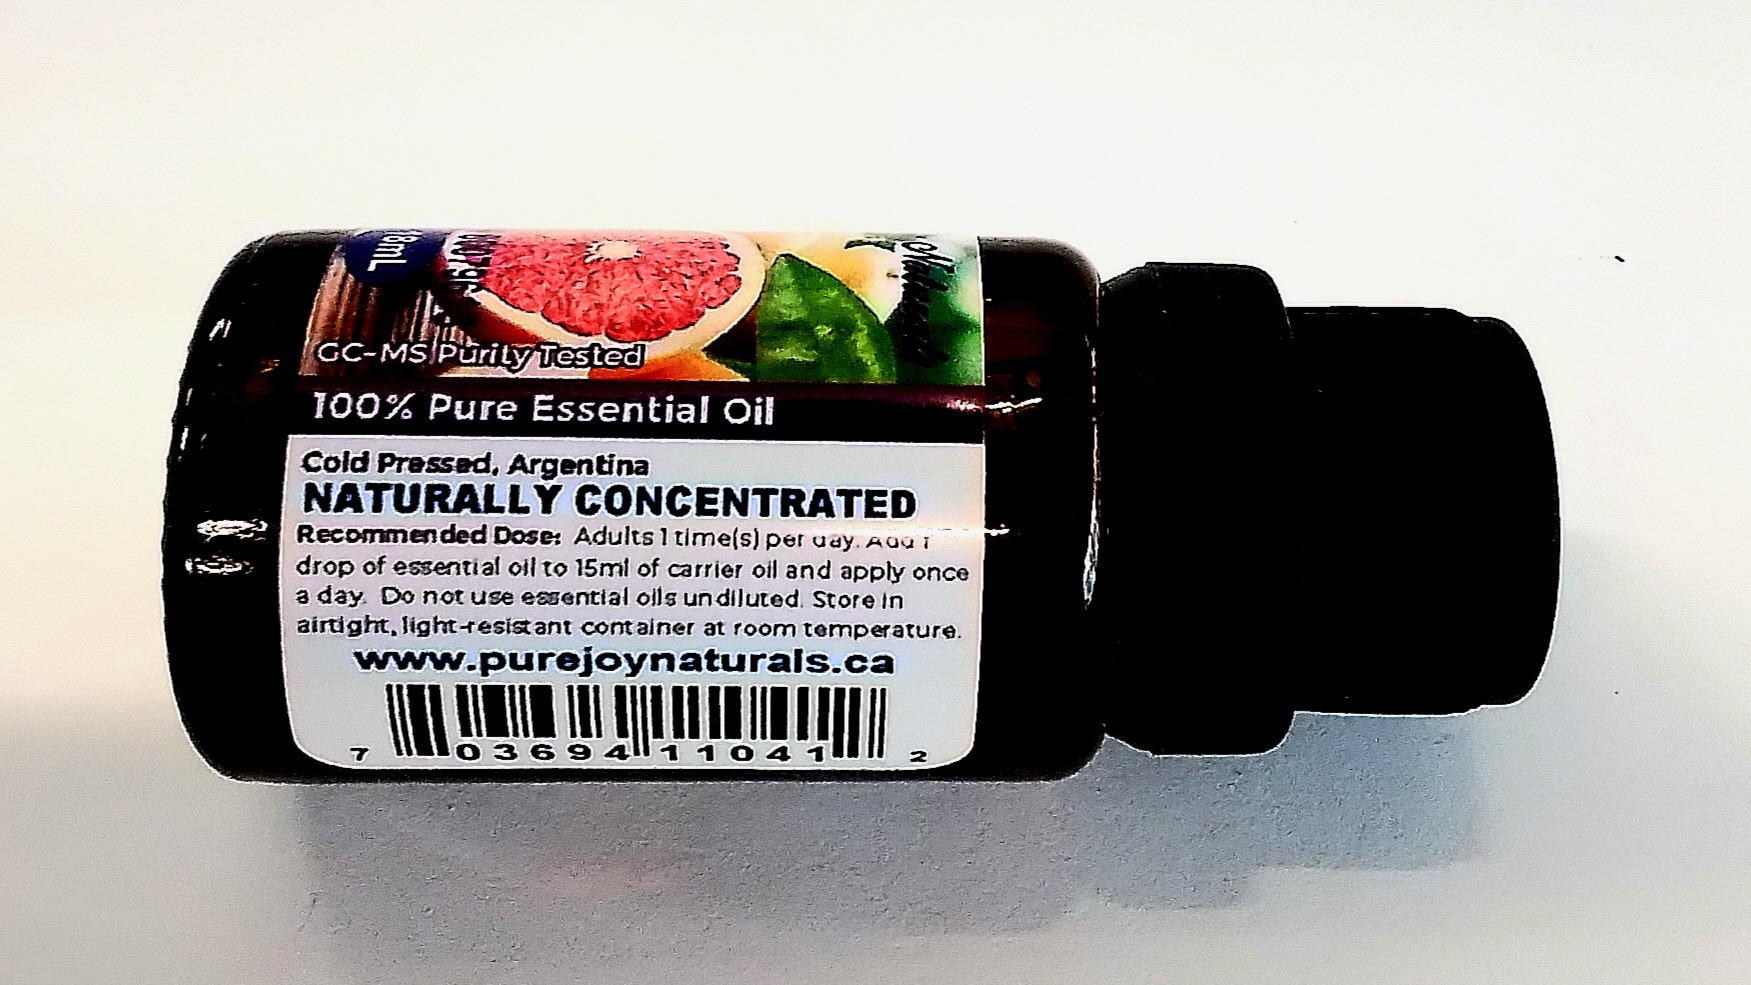 18mL
GC-MS Purity Tested
100% Pure Essential Oil
Cold Pressed, Argentina
NATURALLY CONCENTRATED
Recommended Dose: Adults 1 time(s) per day. Add 1
drop of essential oil to 15ml of carrier oil and apply once
a day. Do not use essential oils undiluted. Store in
airtight, light-resistant container at room temperature.
www.purejoynaturals.ca
7 03694 11041 2